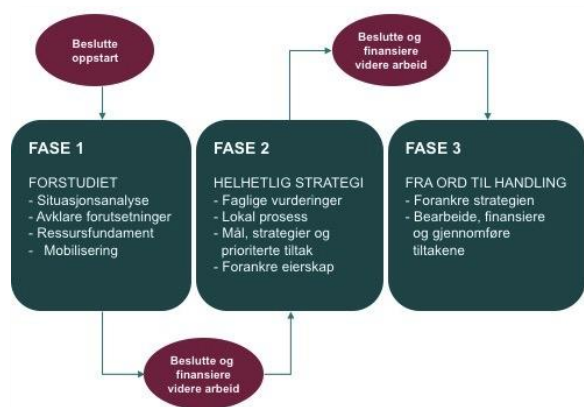 Beslutte
oppstart
FASE 1
FORSTUDIET
- Situasjonsanalyse
- Avklare forutsetninger
- Ressursfundament
- Mobilisering
Beslutte og
finansiere
videre arbeid
FASE 2
HELHETLIG STRATEGI
- Faglige vurderinger
- Lokal prosess
- Mål, strategier og
prioriterte tiltak
- Forankre eierskap
Beslutte og
finansiere
videre arbeid
FASE 3
FRA ORD TIL HANDLING
- Forankre strategien
- Bearbeide, finansiere
og gjennomføre
tiltakene